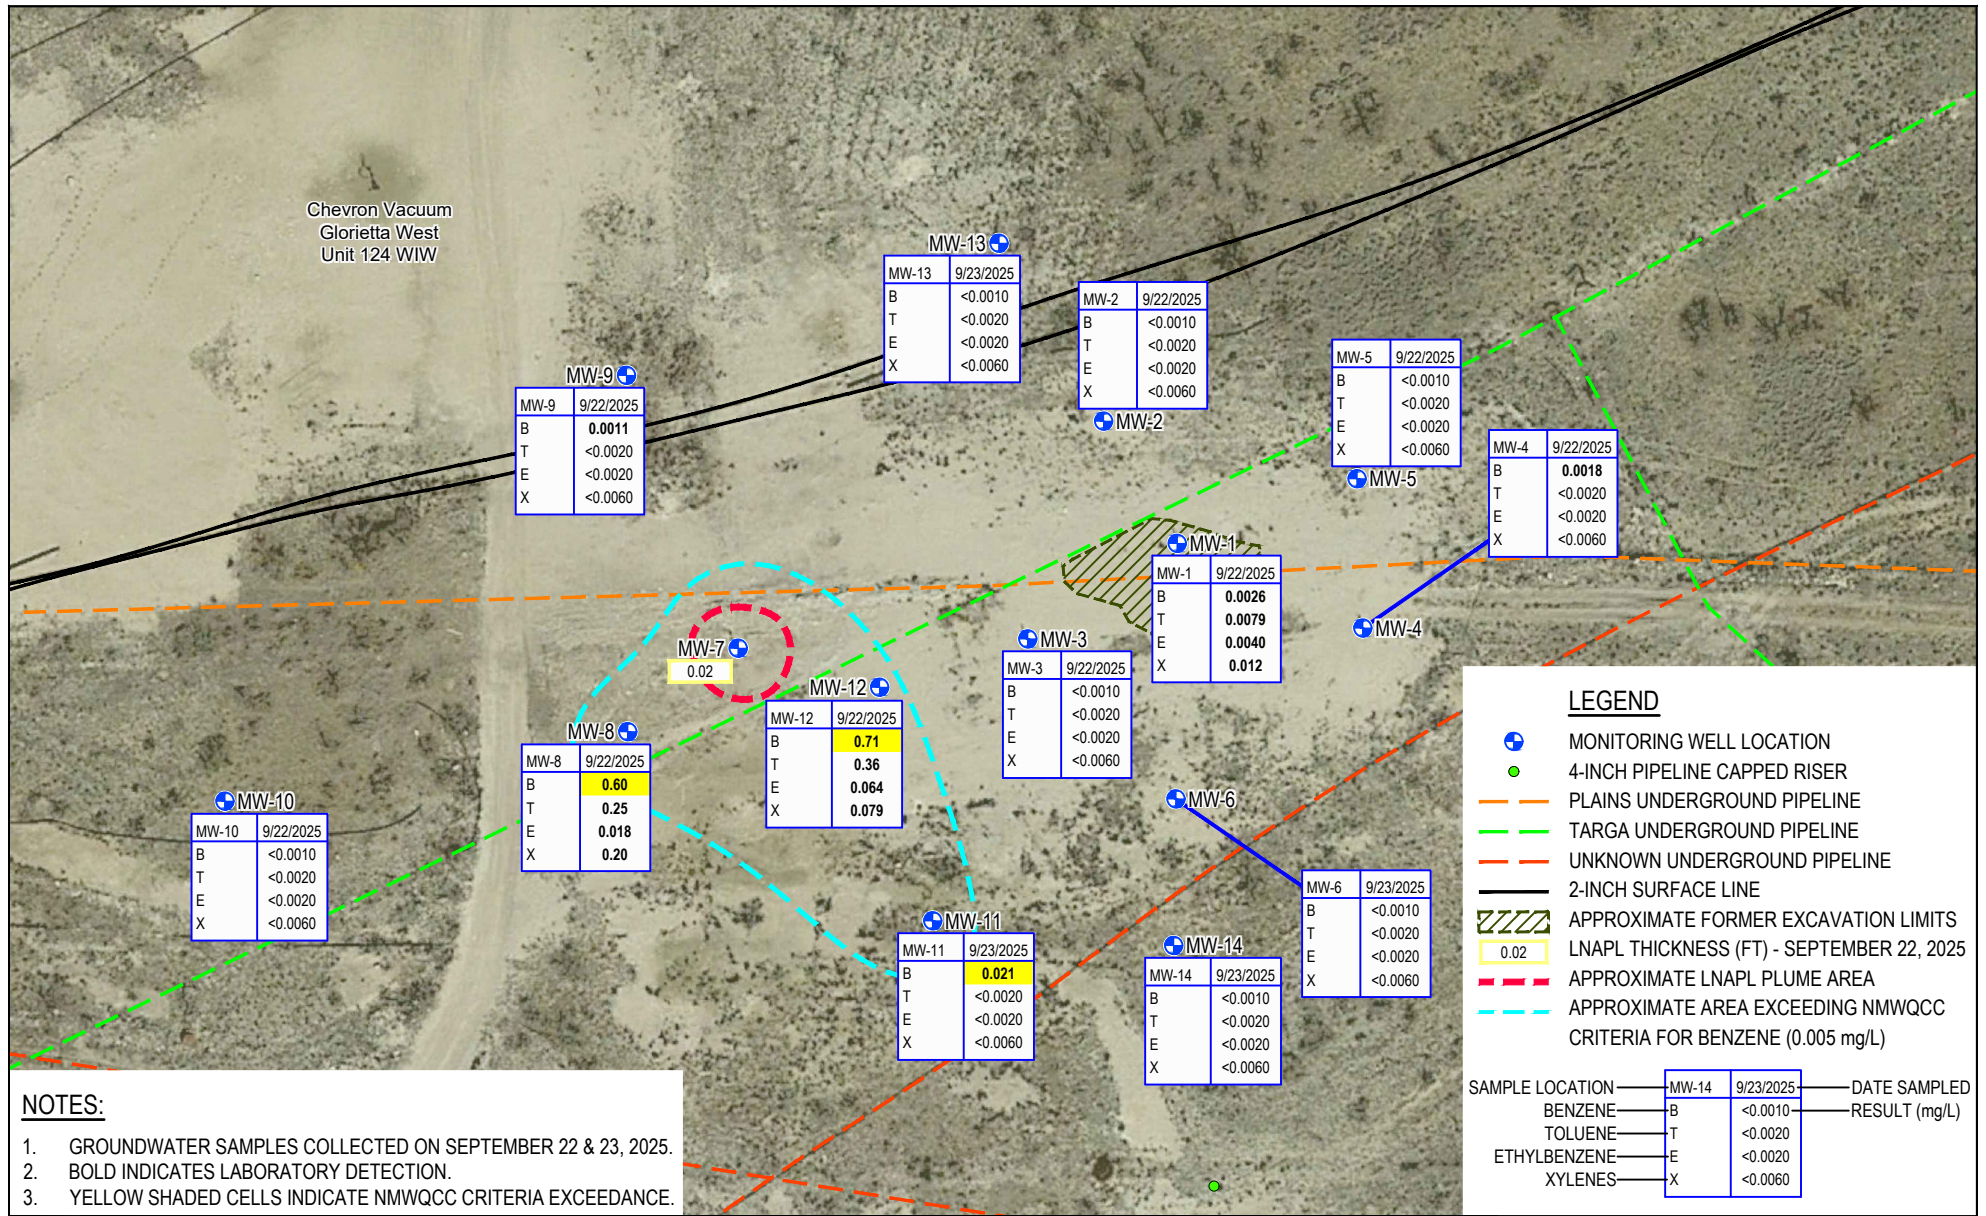 Chevron Vacuum
Glorietta West
Unit 124 WIW
MW-13
MW-13 9/23/2025
B <0.0010
T <0.0020
E <0.0020
X <0.0060
MW-2 9/22/2025
B <0.0010
T <0.0020
E <0.0020
X <0.0060
MW-2
MW-9
MW-9 9/22/2025
B 0.0011
T <0.0020
E <0.0020
X <0.0060
MW-5 9/22/2025
B <0.0010
T <0.0020
E <0.0020
X <0.0060
MW-5
MW-4 9/22/2025
B 0.0018
T <0.0020
E <0.0020
X <0.0060
MW-4
MW-1
MW-1 9/22/2025
B 0.0026
T 0.0079
E 0.0040
X 0.012
MW-3
MW-3 9/22/2025
B <0.0010
T <0.0020
E <0.0020
X <0.0060
MW-7
0.02
MW-12
MW-12 9/22/2025
B 0.71
T 0.36
E 0.064
X 0.079
MW-8
MW-8 9/22/2025
B 0.60
T 0.25
E 0.018
X 0.20
MW-10
MW-10 9/22/2025
B <0.0010
T <0.0020
E <0.0020
X <0.0060
MW-6
MW-6 9/23/2025
B <0.0010
T <0.0020
E <0.0020
X <0.0060
MW-11
MW-11 9/23/2025
B 0.021
T <0.0020
E <0.0020
X <0.0060
MW-14
MW-14 9/23/2025
B <0.0010
T <0.0020
E <0.0020
X <0.0060
LEGEND
MONITORING WELL LOCATION
4-INCH PIPELINE CAPPED RISER
PLAINS UNDERGROUND PIPELINE
TARGA UNDERGROUND PIPELINE
UNKNOWN UNDERGROUND PIPELINE
2-INCH SURFACE LINE
APPROXIMATE FORMER EXCAVATION LIMITS
0.02 LNAPL THICKNESS (FT) - SEPTEMBER 22, 2025
APPROXIMATE LNAPL PLUME AREA
APPROXIMATE AREA EXCEEDING NMWQCC
CRITERIA FOR BENZENE (0.005 mg/L)
SAMPLE LOCATION MW-14 9/23/2025 DATE SAMPLED
BENZENE B <0.0010 RESULT (mg/L)
TOLUENE T <0.0020
ETHYLBENZENE E <0.0020
XYLENES X <0.0060
NOTES:
1. GROUNDWATER SAMPLES COLLECTED ON SEPTEMBER 22 & 23, 2025.
2. BOLD INDICATES LABORATORY DETECTION.
3. YELLOW SHADED CELLS INDICATE NMWQCC CRITERIA EXCEEDANCE.